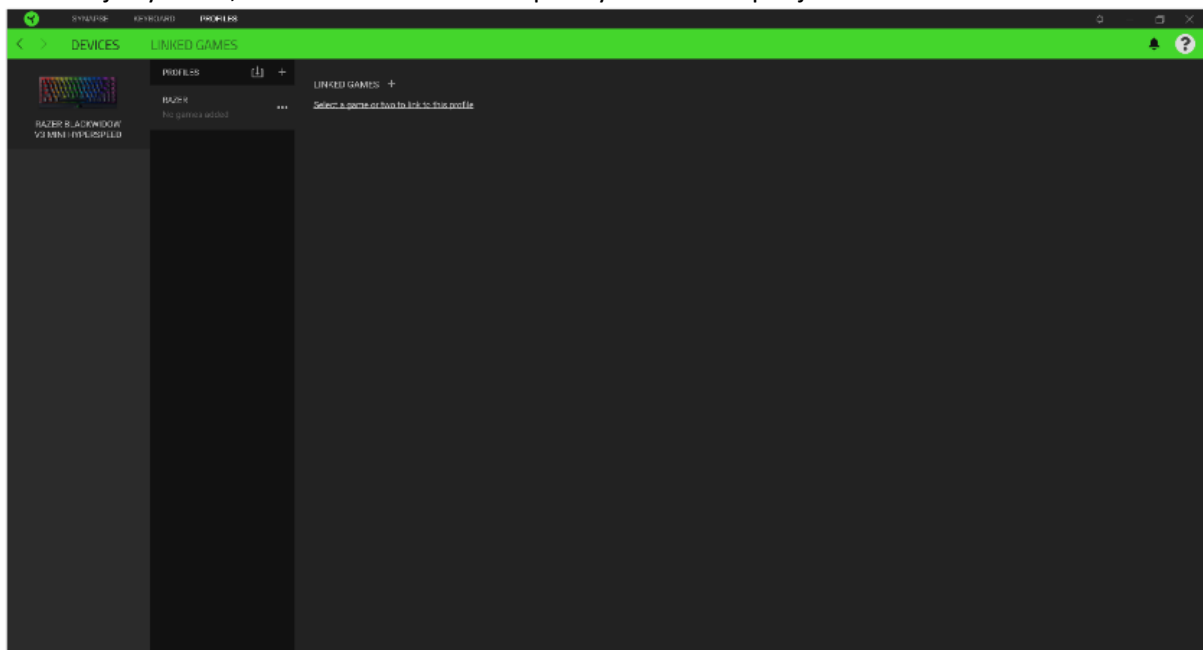 SYNAPSE KEYBOARD PROFILES
DEVICES LINKED GAMES
PROFILES
RAZER
No games added
LINKED GAMES +
Select a game or two to link to this profile
RAZER BLACKWIDOW
V3 MINI HYPERSPEED